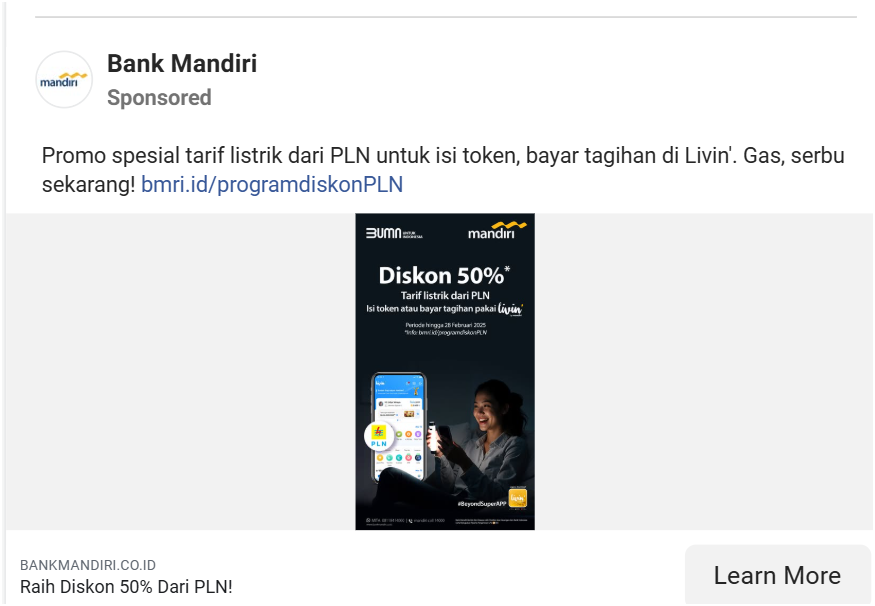 mandiri
Bank Mandiri
Sponsored
Promo spesial tarif listrik dari PLN untuk isi token, bayar tagihan di Livin'. Gas, serbu
sekarang! bmri.id/programdiskonPLN
BUMN UNTUK
INDONESIA
mandiri
Diskon 50%*
Tarif listrik dari PLN
Isi token atau bayar tagihan pakai livin'
Periode hingga 28 Februari 2025
*Info: bmri.id/programdiskonPLN
PLN
#BeyondSuperAPP
BANKMANDIRI.CO.ID
Raih Diskon 50% Dari PLN!
Learn More